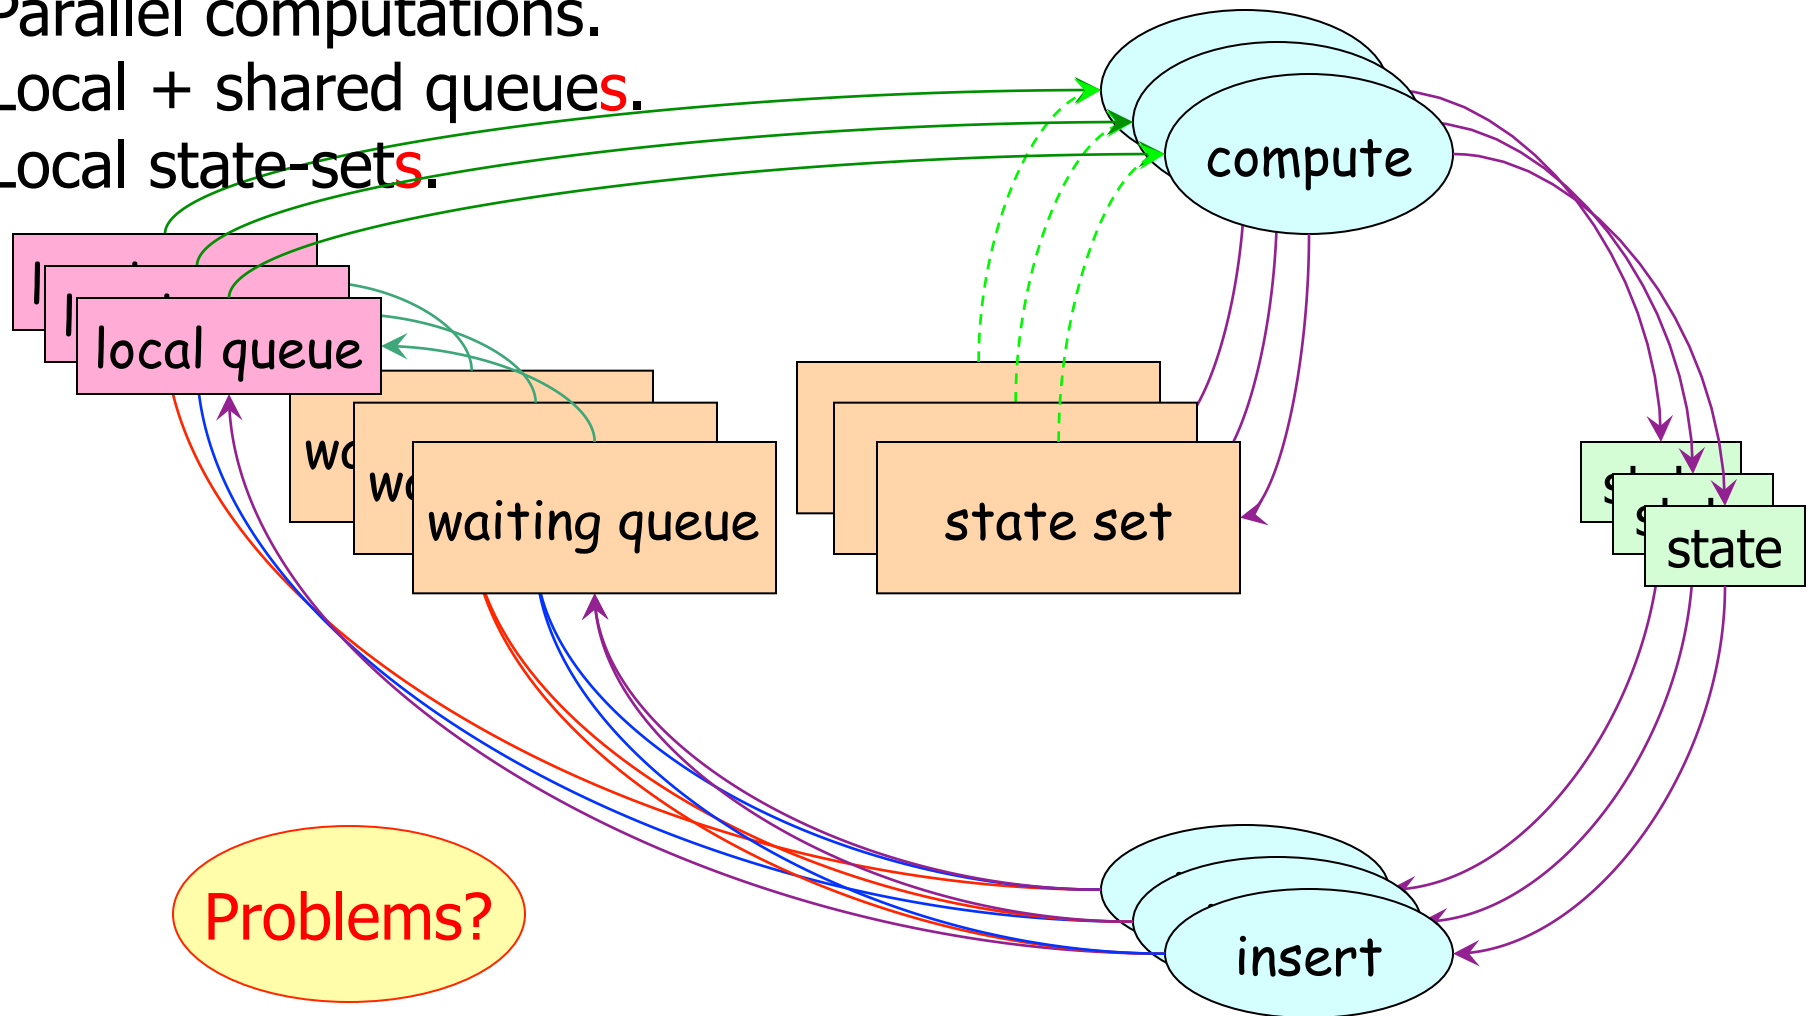 Parallel computations.
Local + shared queues.
Local state-sets.
compute
local queue
waiting queue
state set
state
Problems?
insert